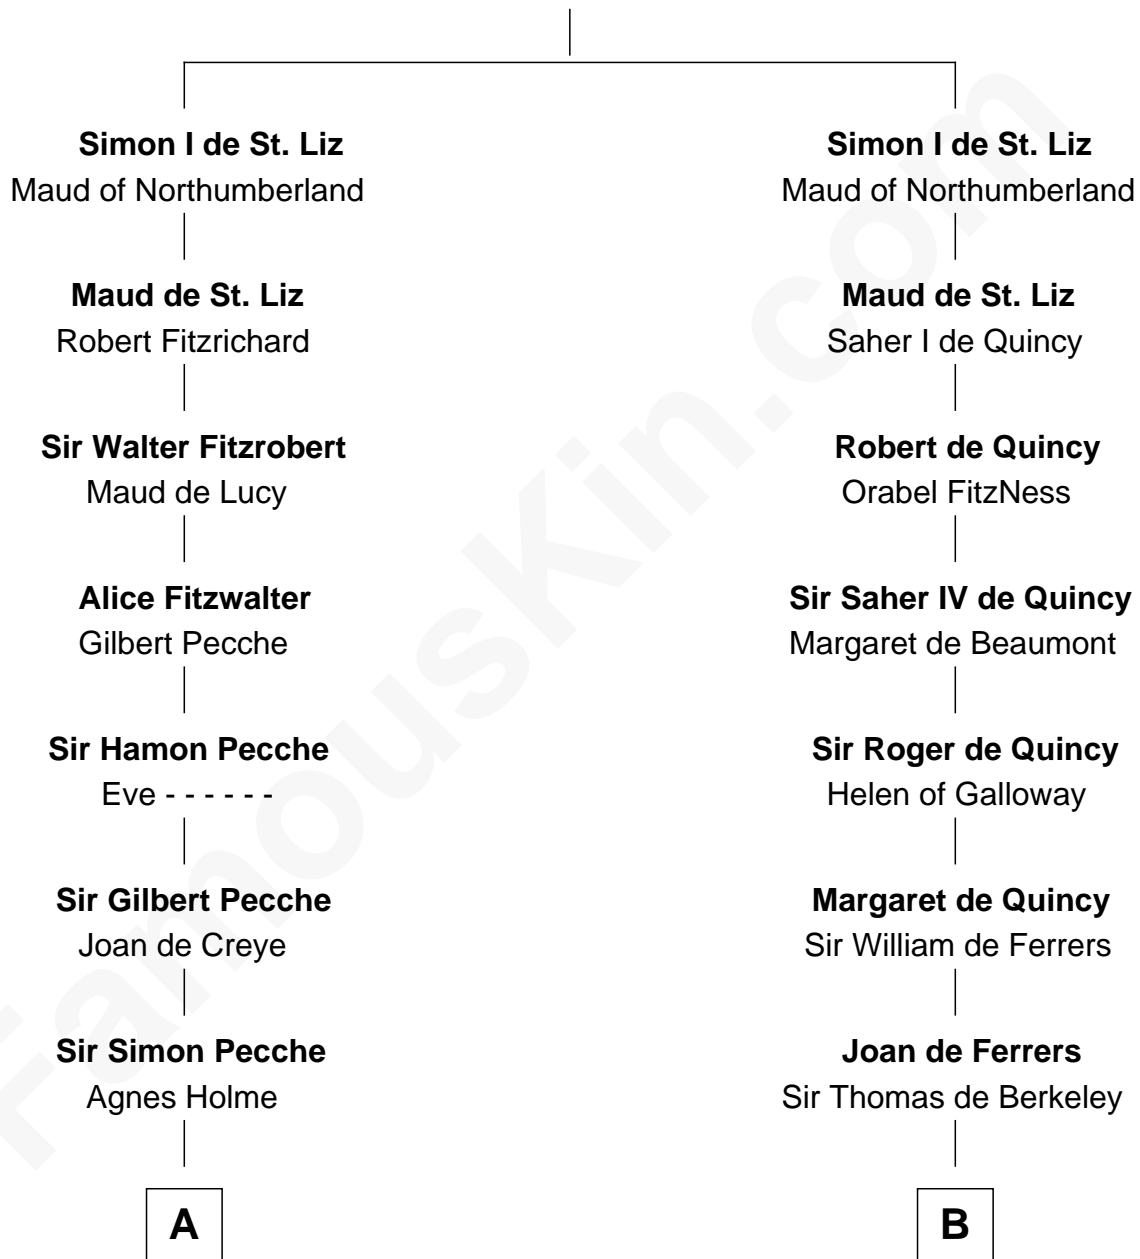 Simon I de St. Liz
Maud of Northumberland
Maud de St. Liz
Robert Fitzrichard
Sir Walter Fitzrobert
Maud de Lucy
Alice Fitzwalter
Gilbert Pecche
Sir Hamon Pecche
Eve - - - - - -
Sir Gilbert Pecche
Joan de Creye
Sir Simon Pecche
Agnes Holme
A
Simon I de St. Liz
Maud of Northumberland
Maud de St. Liz
Saher I de Quincy
Robert de Quincy
Orabel FitzNess
Sir Saher IV de Quincy
Margaret de Beaumont
Sir Roger de Quincy
Helen of Galloway
Margaret de Quincy
Sir William de Ferrers
Joan de Ferrers
Sir Thomas de Berkeley
B
FamousKin.com